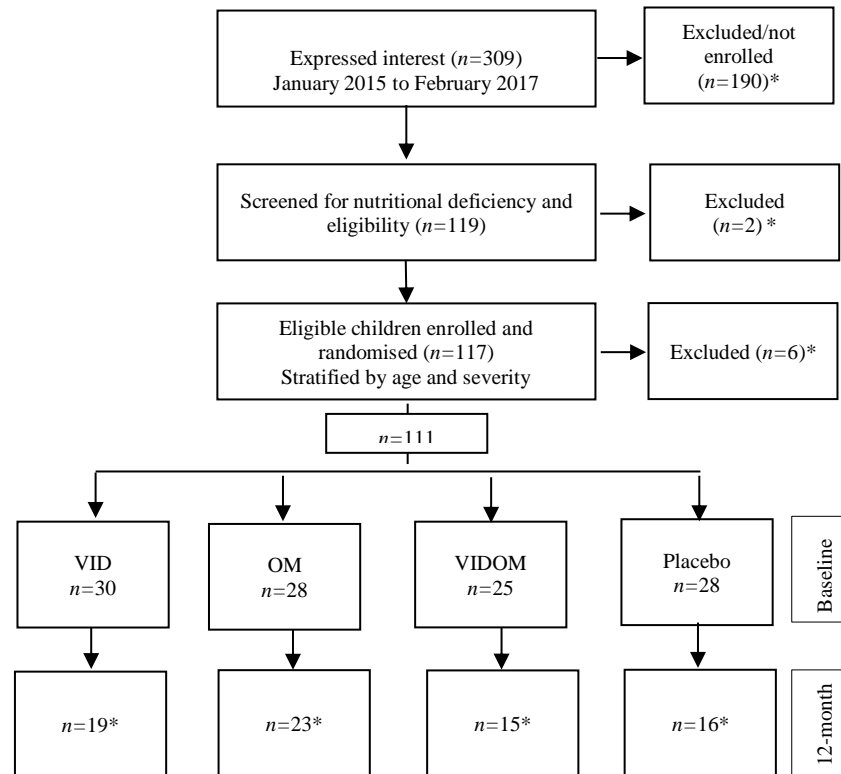 Expressed interest (n=309)
January 2015 to February 2017
Excluded/not
enrolled
(n=190)*
Screened for nutritional deficiency and
eligibility (n=119)
Excluded
(n=2) *
Eligible children enrolled and
randomised (n=117)
Stratified by age and severity
Excluded (n=6)*
n=111
VID
n=30
OM
n=28
VIDOM
n=25
Placebo
n=28
Baseline
n=19*
n=23*
n=15*
n=16*
12-month